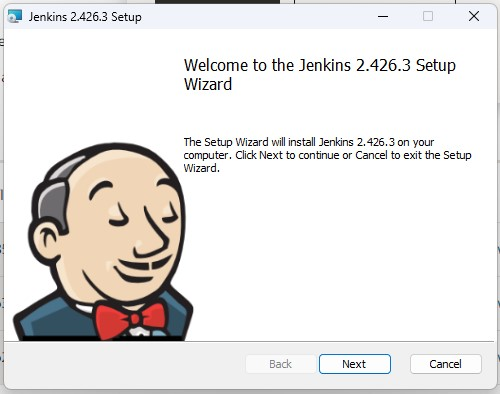 Jenkins 2.426.3 Setup
Welcome to the Jenkins 2.426.3 Setup
Wizard
The Setup Wizard will install Jenkins 2.426.3 on your
computer. Click Next to continue or Cancel to exit the Setup
Wizard.
Back
Next
Cancel